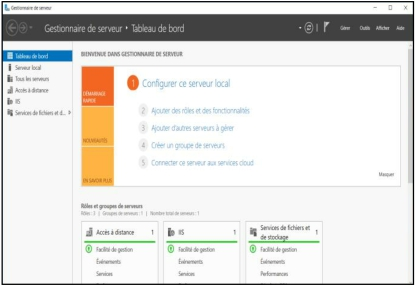 Gestionnaire de serveur
Gestionnaire de serveur • Tableau de bord
Gérer Outils Afficher Aide
Tableau de bord
Serveur local
Tous les serveurs
Accès à distance
IIS
Services de fichiers et d...
BIENVENUE DANS GESTIONNAIRE DE SERVEUR
DÉMARRAGE RAPIDE
NOUVEAUTÉS
EN SAVOIR PLUS
1 Configurer ce serveur local
2 Ajouter des rôles et des fonctionnalités
3 Ajouter d'autres serveurs à gérer
4 Créer un groupe de serveurs
5 Connecter ce serveur aux services cloud
Masquer
Rôles et groupes de serveurs
Rôles : 3 | Groupes de serveurs : 1 | Nombre total de serveurs : 1
Accès à distance 1
Facilité de gestion
Événements
Services
IIS 1
Facilité de gestion
Événements
Services
Services de fichiers et de stockage 1
Facilité de gestion
Événements
Performances